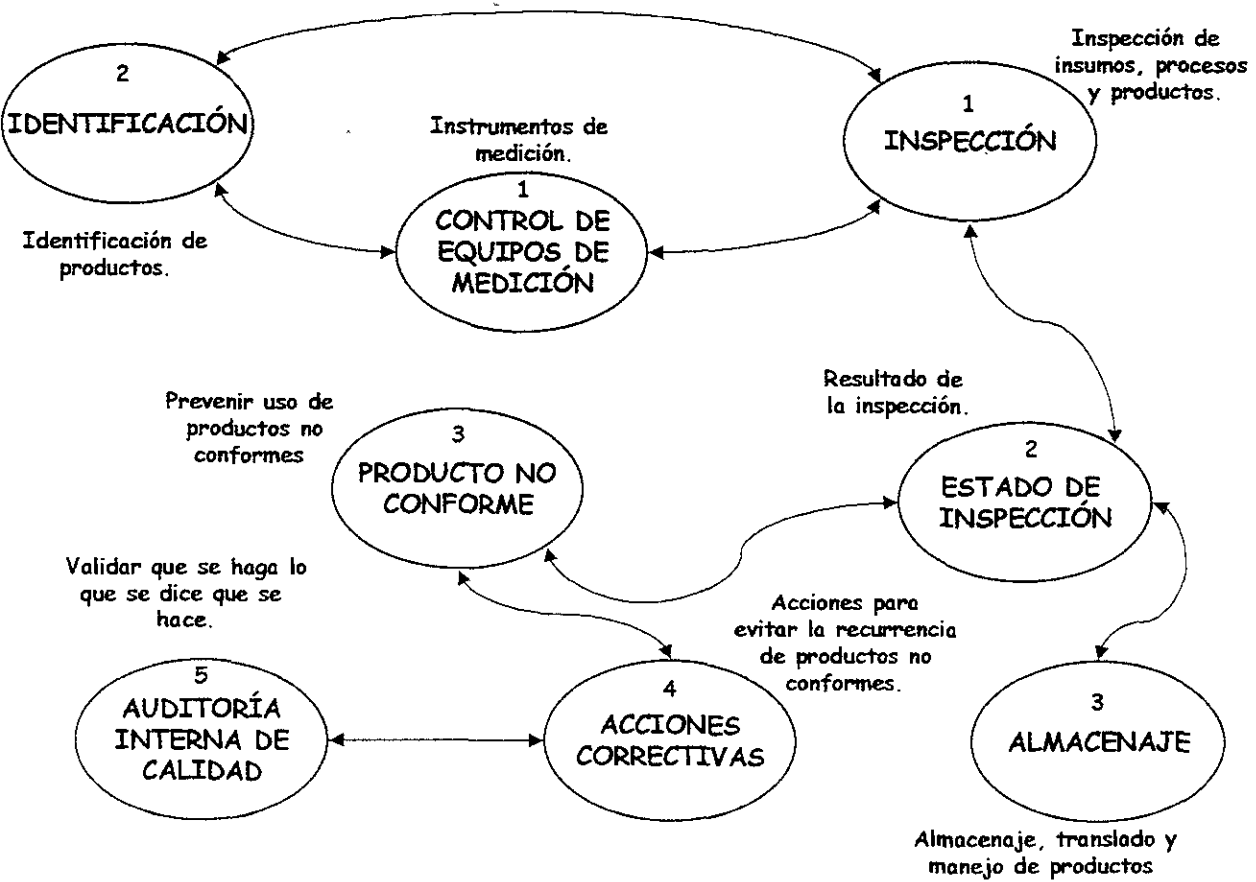 2
IDENTIFICACIÓN
Identificación de
productos.
Instrumentos de
medición.
1
CONTROL DE
EQUIPOS DE
MEDICIÓN
Inspección de
insumos, procesos
y productos.
1
INSPECCIÓN
Resultado de
la inspección.
2
ESTADO DE
INSPECCIÓN
Prevenir uso de
productos no
conformes
3
PRODUCTO NO
CONFORME
Validar que se haga lo
que se dice que se
hace.
5
AUDITORÍA
INTERNA DE
CALIDAD
Acciones para
evitar la recurrencia
de productos no
conformes.
4
ACCIONES
CORRECTIVAS
3
ALMACENAJE
Almacenaje, translado y
manejo de productos